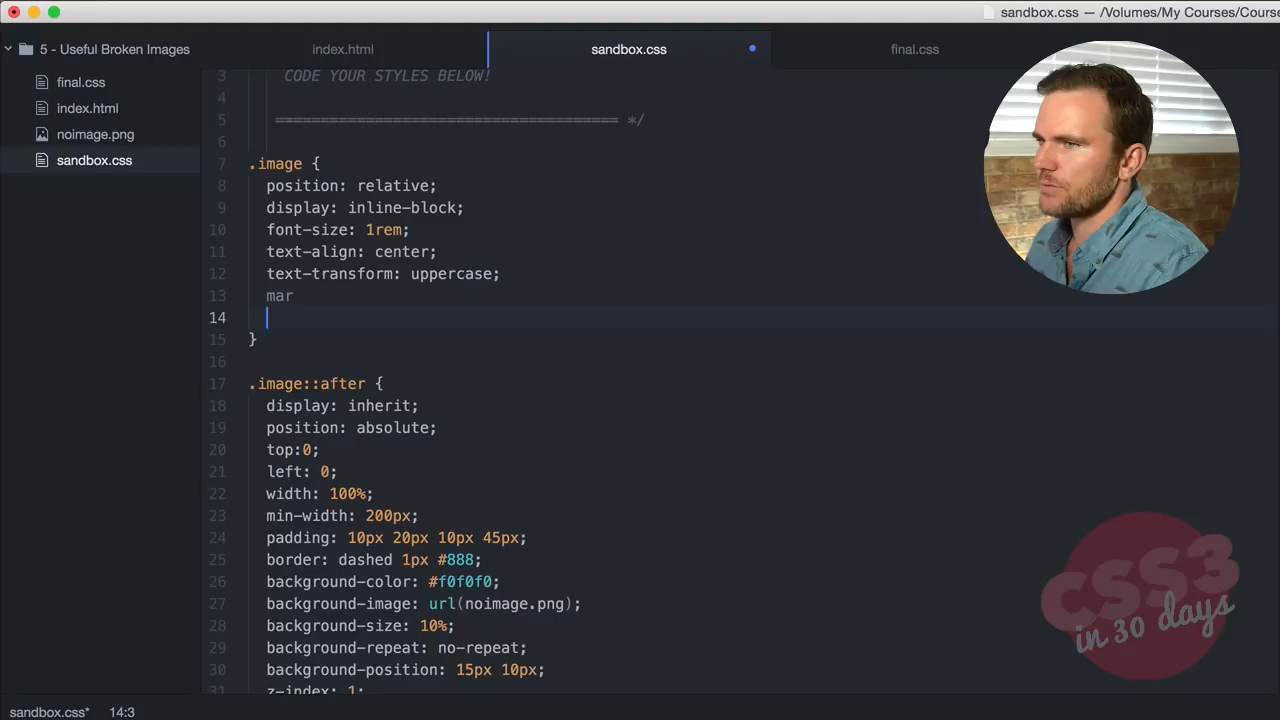 sandbox.css — /Volumes/My Courses/Course
5 - Useful Broken Images
index.html
sandbox.css
final.css
final.css
index.html
noimage.png
sandbox.css
3 CODE YOUR STYLES BELOW!
4
5 ====================================== */
6
7 .image {
8 position: relative;
9 display: inline-block;
10 font-size: 1rem;
11 text-align: center;
12 text-transform: uppercase;
13 mar
14
15 }
16
17 .image::after {
18 display: inherit;
19 position: absolute;
20 top:0;
21 left: 0;
22 width: 100%;
23 min-width: 200px;
24 padding: 10px 20px 10px 45px;
25 border: dashed 1px #888;
26 background-color: #f0f0f0;
27 background-image: url(noimage.png);
28 background-size: 10%;
29 background-repeat: no-repeat;
30 background-position: 15px 10px;
31 z-index: 1;
CSS3
in 30 days
sandbox.css* 14:3